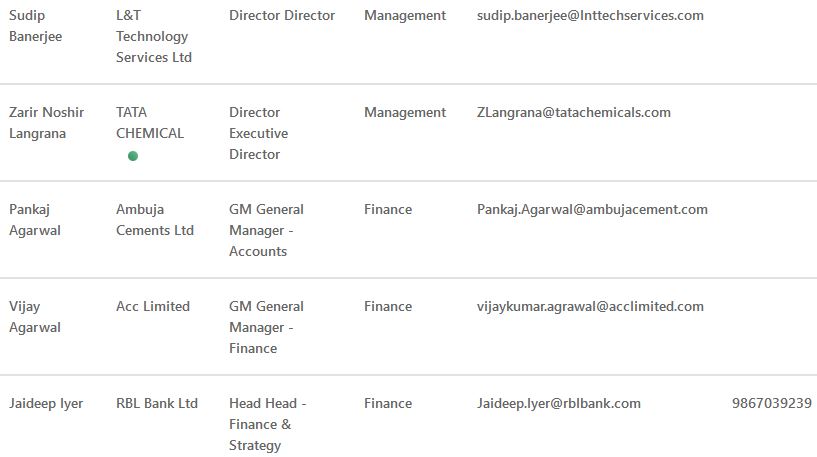 Sudip Banerjee L&T Technology Services Ltd Director Director Management sudip.banerjee@lnttechservices.com
Zarir Noshir Langrana TATA CHEMICAL Director Executive Director Management ZLangrana@tatachemicals.com
Pankaj Agarwal Ambuja Cements Ltd GM General Manager - Accounts Finance Pankaj.Agarwal@ambujacement.com
Vijay Agarwal Acc Limited GM General Manager - Finance Finance vijaykumar.agrawal@acclimited.com
Jaideep Iyer RBL Bank Ltd Head Head - Finance & Strategy Finance Jaideep.Iyer@rblbank.com 9867039239